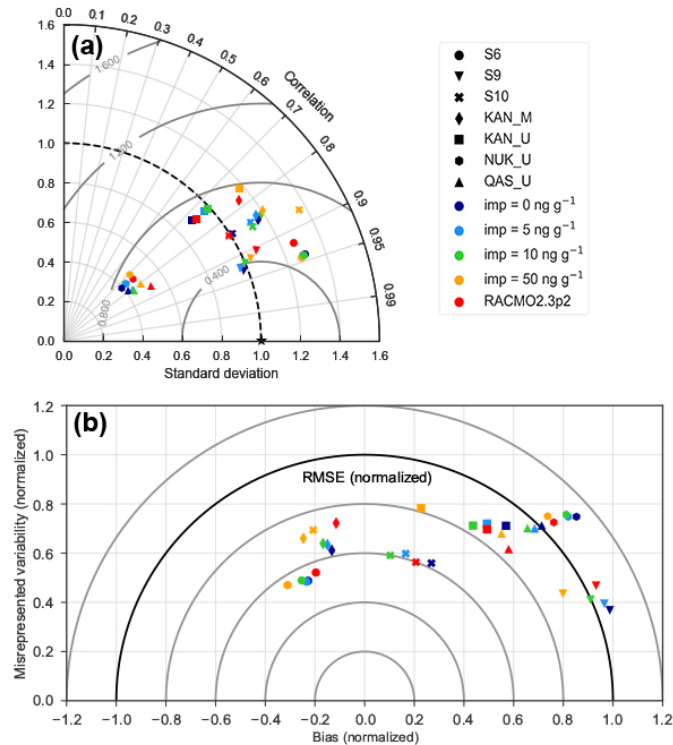 (a)
0.0 0.1 0.2 0.3 0.4 0.5 0.6 0.7 0.8 0.9 0.95 0.99
Correlation
1.6
1.4
1.2
1.0
0.8
0.6
0.4
0.2
0.0
1.600
1.200
0.800
0.400
0.0 0.2 0.4 0.6 0.8 1.0 1.2 1.4 1.6
Standard deviation
S6
S9
S10
KAN_M
KAN_U
NUK_U
QAS_U
imp = 0 ng g⁻¹
imp = 5 ng g⁻¹
imp = 10 ng g⁻¹
imp = 50 ng g⁻¹
RACMO2.3p2
(b)
RMSE (normalized)
Misrepresented variability (normalized)
1.2
1.0
0.8
0.6
0.4
0.2
0.0
−1.2 −1.0 −0.8 −0.6 −0.4 −0.2 0.0 0.2 0.4 0.6 0.8 1.0 1.2
Bias (normalized)